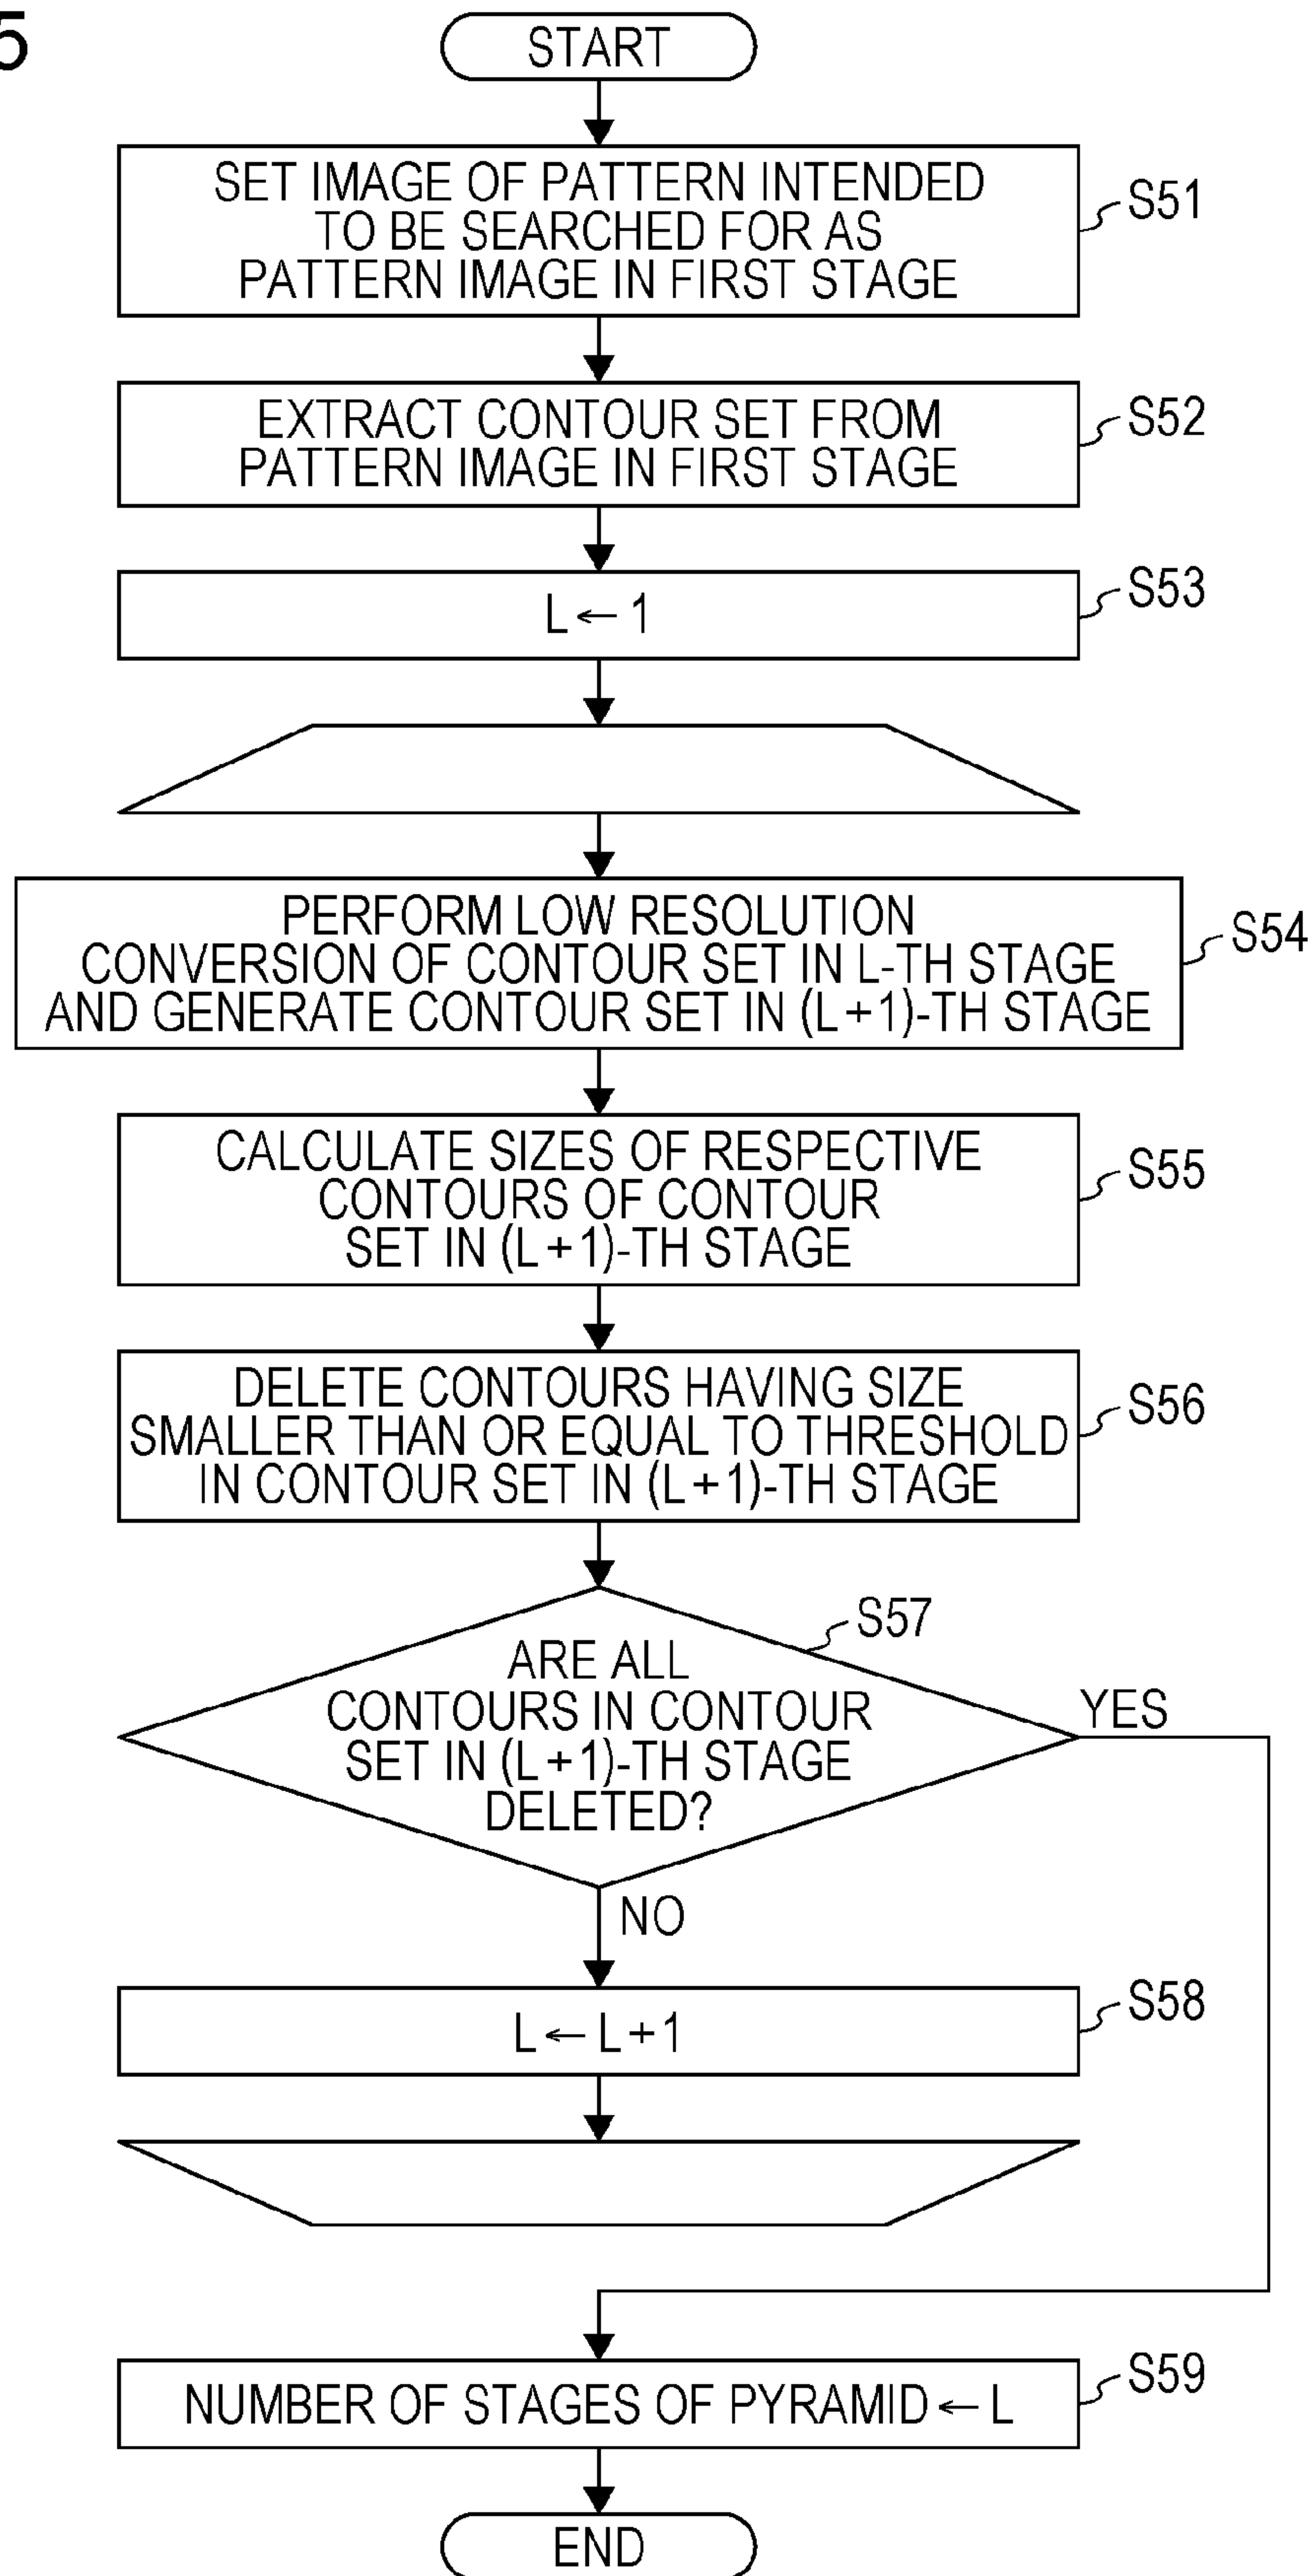 5
START
SET IMAGE OF PATTERN INTENDED
TO BE SEARCHED FOR AS
PATTERN IMAGE IN FIRST STAGE
S51
EXTRACT CONTOUR SET FROM
PATTERN IMAGE IN FIRST STAGE
S52
L ← 1
S53
PERFORM LOW RESOLUTION
CONVERSION OF CONTOUR SET IN L-TH STAGE
AND GENERATE CONTOUR SET IN (L+1)-TH STAGE
S54
CALCULATE SIZES OF RESPECTIVE
CONTOURS OF CONTOUR
SET IN (L+1)-TH STAGE
S55
DELETE CONTOURS HAVING SIZE
SMALLER THAN OR EQUAL TO THRESHOLD
IN CONTOUR SET IN (L+1)-TH STAGE
S56
S57
ARE ALL
CONTOURS IN CONTOUR
SET IN (L+1)-TH STAGE
DELETED?
YES
NO
L ← L+1
S58
NUMBER OF STAGES OF PYRAMID ← L
S59
END